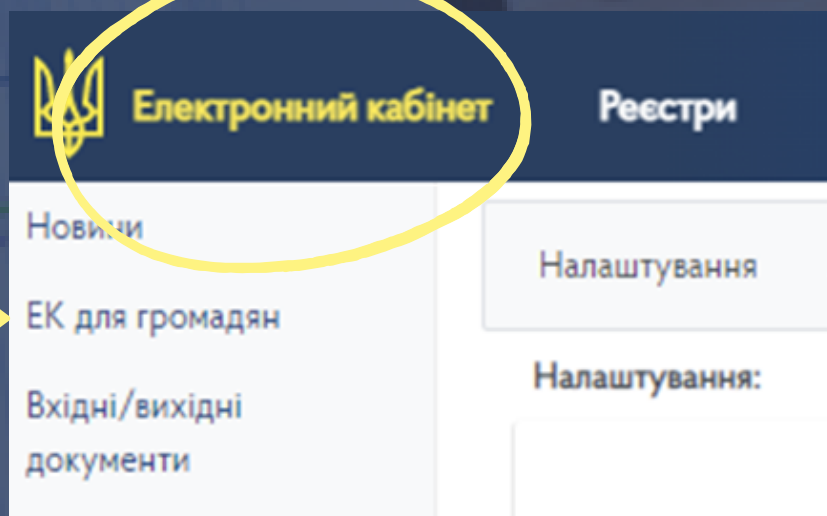 Електронний кабінет
Реєстри
Новини
ЕК для громадян
Вхідні/вихідні
документи
Налаштування
Налаштування: